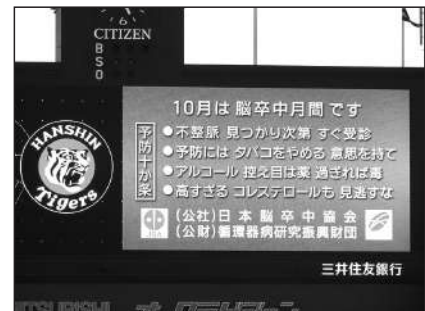 CITIZEN
B
S
O
HANSHIN
Tigers
10月は 脳卒中月間 です
予防十か条
●不整脈 見つかり次第 すぐ受診
●予防には タバコをやめる 意思を持て
●アルコール 控え目は薬 過ぎれば毒
●高すぎる コレステロールも 見逃すな
(公社)日本脳卒中協会
(公財)循環器病研究振興財団
三井住友銀行